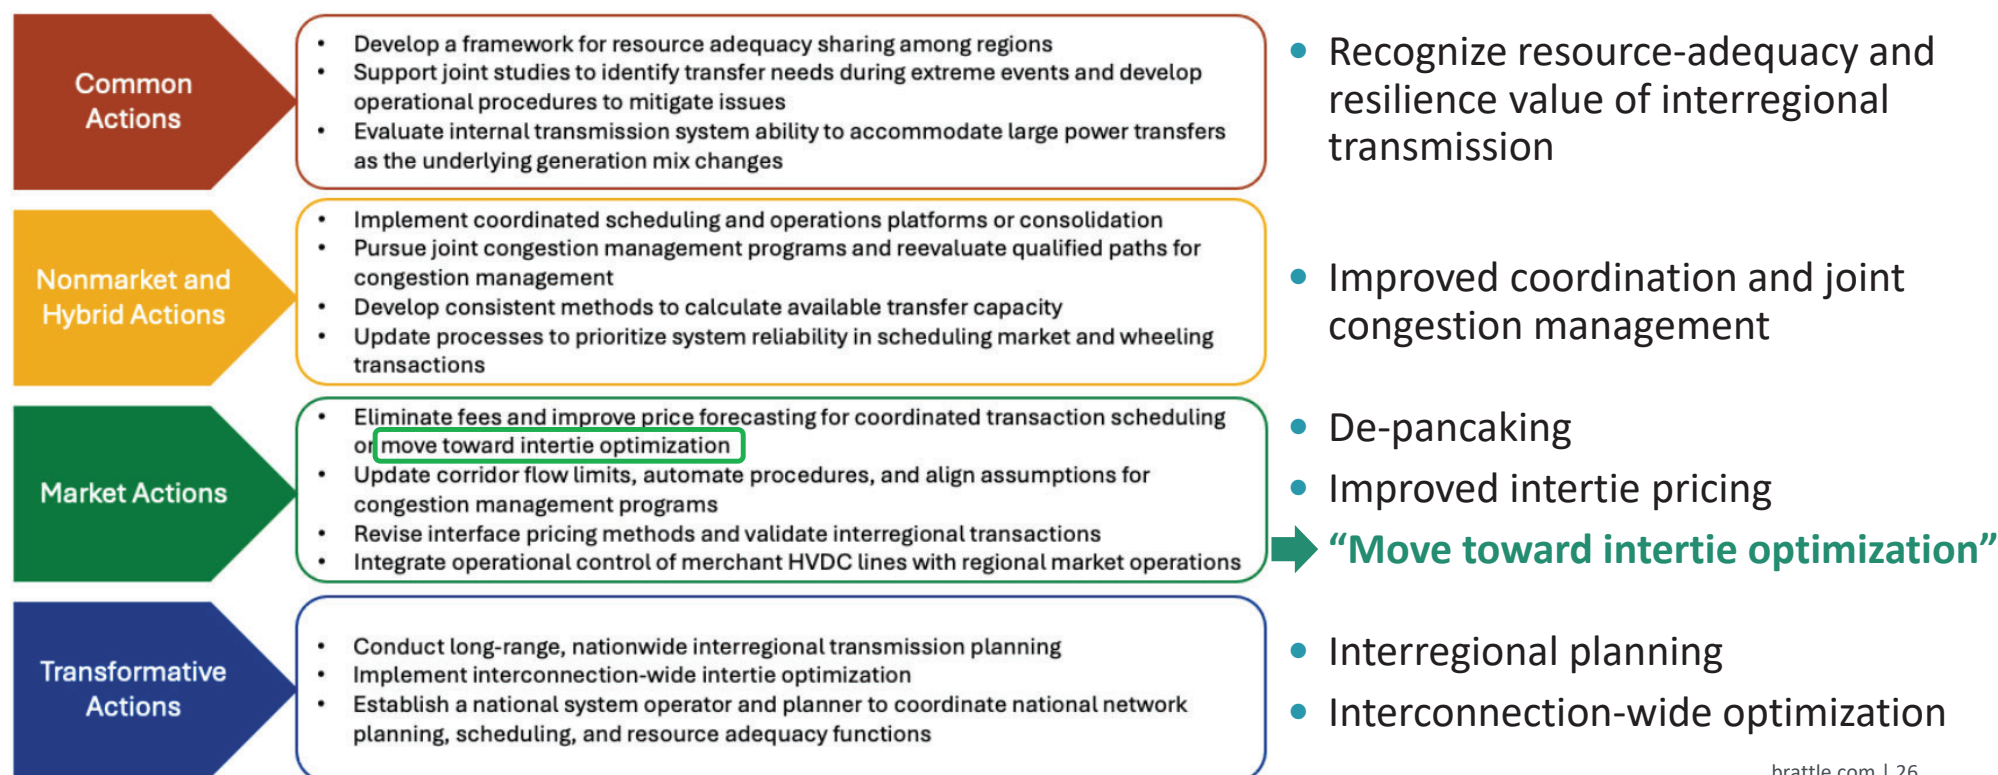 Common
Actions
• Develop a framework for resource adequacy sharing among regions
• Support joint studies to identify transfer needs during extreme events and develop
operational procedures to mitigate issues
• Evaluate internal transmission system ability to accommodate large power transfers
as the underlying generation mix changes
• Recognize resource-adequacy and
resilience value of interregional
transmission
Nonmarket and
Hybrid Actions
• Implement coordinated scheduling and operations platforms or consolidation
• Pursue joint congestion management programs and reevaluate qualified paths for
congestion management
• Develop consistent methods to calculate available transfer capacity
• Update processes to prioritize system reliability in scheduling market and wheeling
transactions
• Improved coordination and joint
congestion management
Market Actions
• Eliminate fees and improve price forecasting for coordinated transaction scheduling
or move toward intertie optimization
• Update corridor flow limits, automate procedures, and align assumptions for
congestion management programs
• Revise interface pricing methods and validate interregional transactions
• Integrate operational control of merchant HVDC lines with regional market operations
• De-pancaking
• Improved intertie pricing
“Move toward intertie optimization”
Transformative
Actions
• Conduct long-range, nationwide interregional transmission planning
• Implement interconnection-wide intertie optimization
• Establish a national system operator and planner to coordinate national network
planning, scheduling, and resource adequacy functions
• Interregional planning
• Interconnection-wide optimization
brattle.com | 26